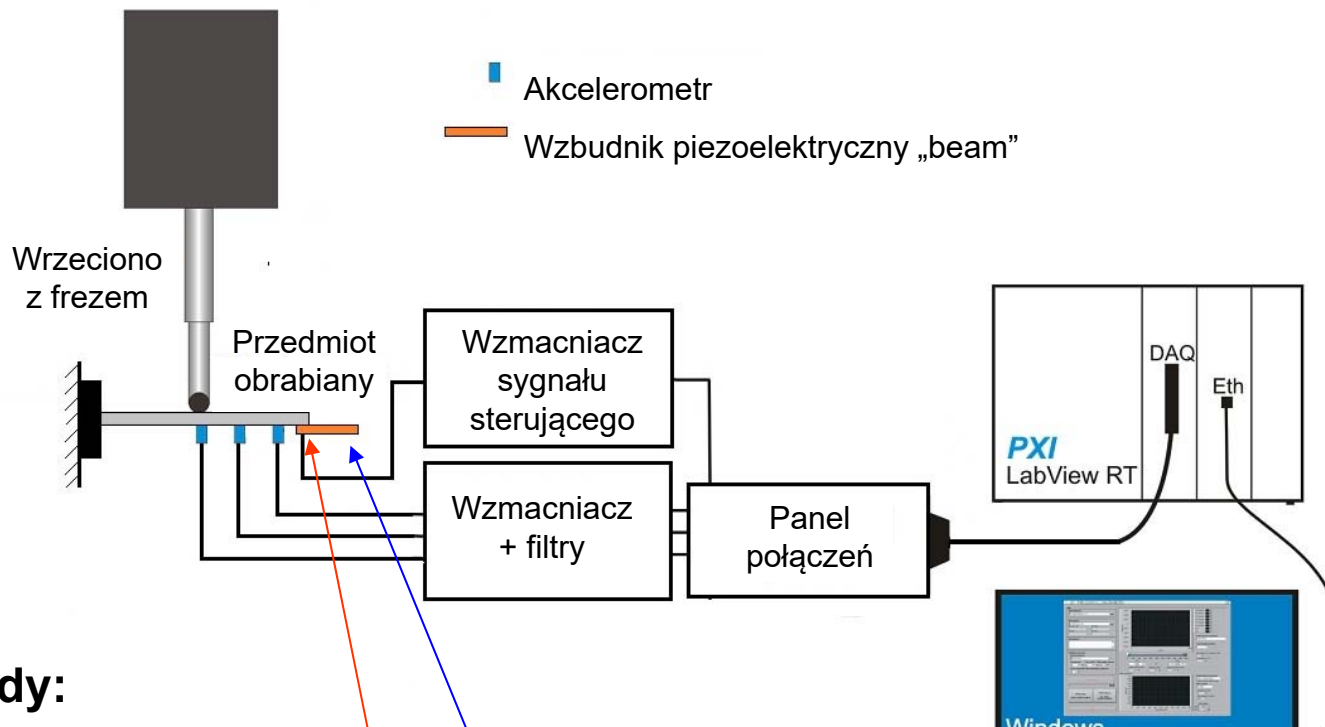 Akcelerometr
Wzbudnik piezoelektryczny „beam”
Wrzeciono
z frezem
Przedmiot
obrabiany
Wzmacniacz
sygnału
sterującego
Wzmacniacz
+ filtry
Panel
połączeń
DAQ
Eth
PXI
LabView RT
dy: